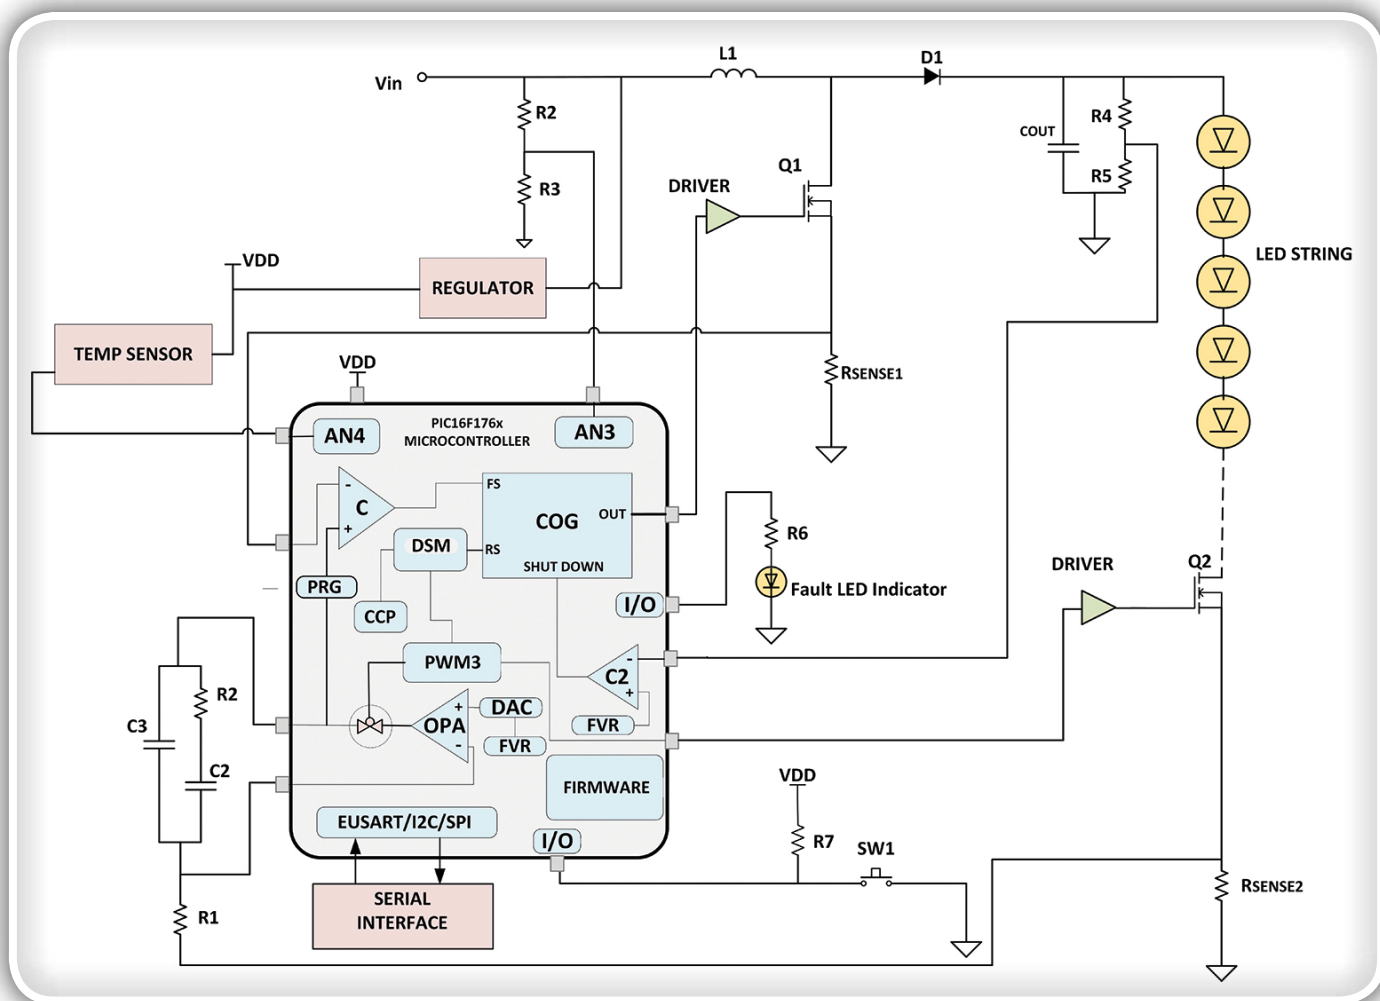 L1
D1
Vin
R2
R4
COUT
Q1
R3
DRIVER
R5
VDD
LED STRING
REGULATOR
TEMP SENSOR
VDD
RSENSE1
PIC16F176x
MICROCONTROLLER
AN4
AN3
-
FS
C
COG
OUT
+
R6
DSM
RS
SHUT DOWN
Q2
DRIVER
PRG
Fault LED Indicator
I/O
CCP
PWM3
-
C2
+
R2
DAC
+
OPA
FVR
C3
-
FVR
C2
VDD
FIRMWARE
EUSART/I2C/SPI
I/O
R7
SW1
RSENSE2
SERIAL
INTERFACE
R1